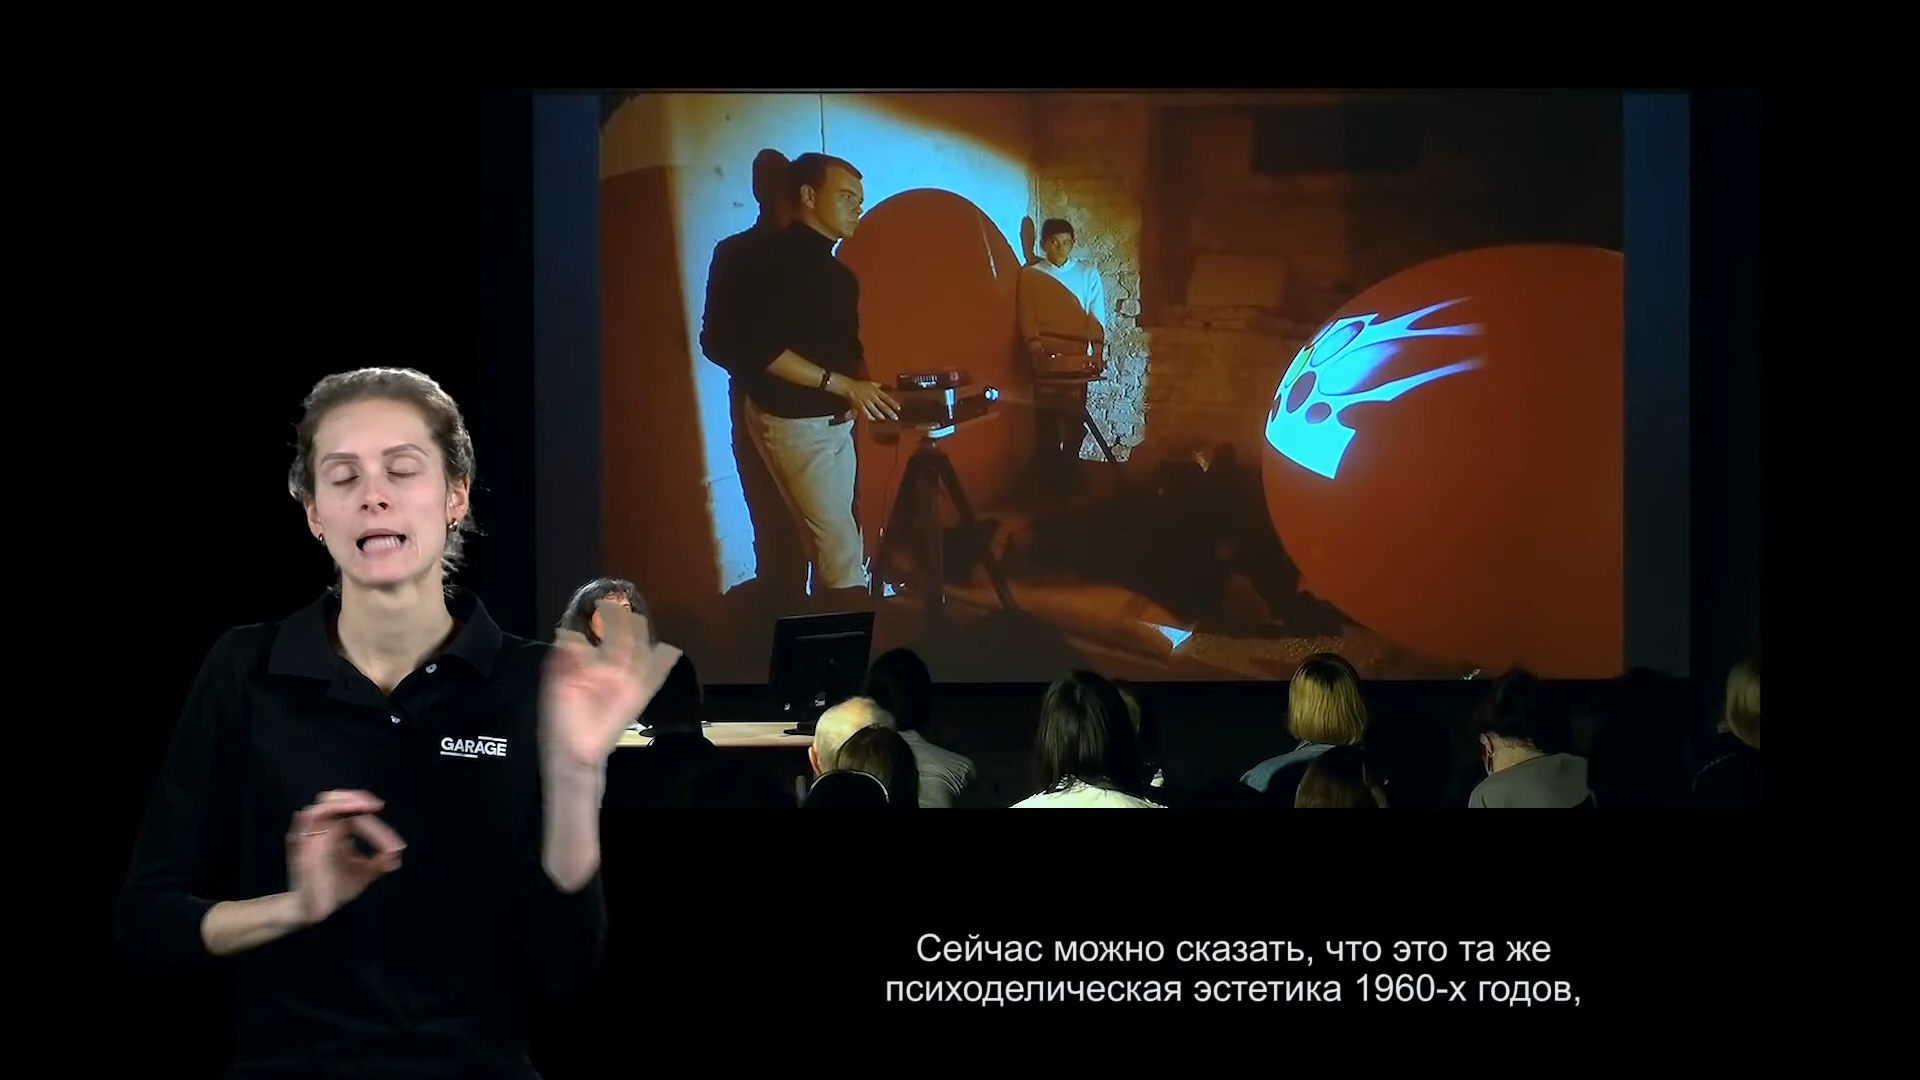 GARAGE
Сейчас можно сказать, что это та же
психоделическая эстетика 1960-х годов,